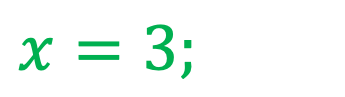 x = 3;